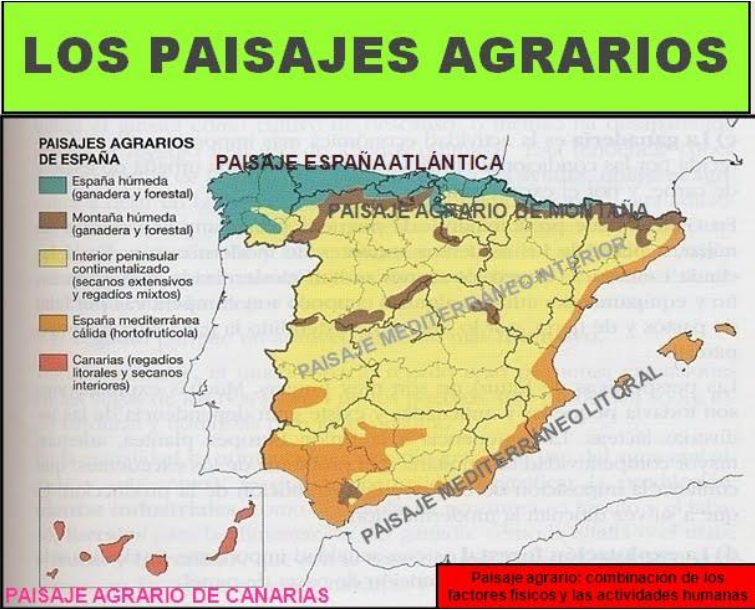 LOS PAISAJES AGRARIOS
PAISAJES AGRARIOS
DE ESPAÑA
España húmeda
(ganadera y forestal)
Montaña húmeda
(ganadera y forestal)
Interior peninsular
continentalizado
(secanos extensivos
y regadíos mixtos)
España mediterránea
cálida (hortofrutícola)
Canarias (regadíos
litorales y secanos
interiores)
PAISAJE ESPAÑA ATLÁNTICA
PAISAJE AGRARIO DE MONTAÑA
PAISAJE MEDITERRANEO INTERIOR
PAISAJE MEDITERRANEO LITORAL
PAISAJE AGRARIO DE CANARIAS
Paisaje agrario: combinación de los
factores físicos y las actividades humanas